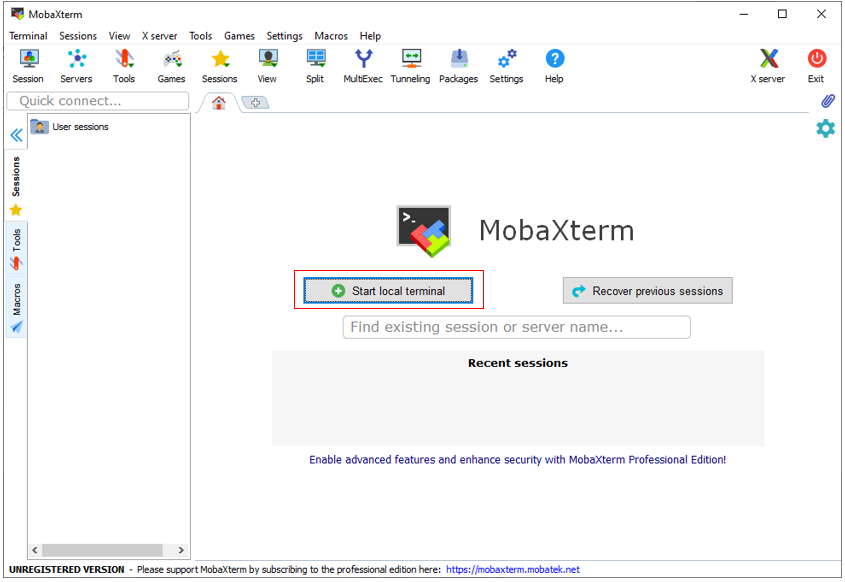 MobaXterm
Terminal Sessions View X server Tools Games Settings Macros Help
Session Servers Tools Games Sessions View Split MultiExec Tunneling Packages Settings Help X server Exit
Quick connect...
User sessions
Sessions
Tools
Macros
>_
MobaXterm
Start local terminal
Recover previous sessions
Find existing session or server name...
Recent sessions
Enable advanced features and enhance security with MobaXterm Professional Edition!
UNREGISTERED VERSION - Please support MobaXterm by subscribing to the professional edition here: https://mobaxterm.mobatek.net